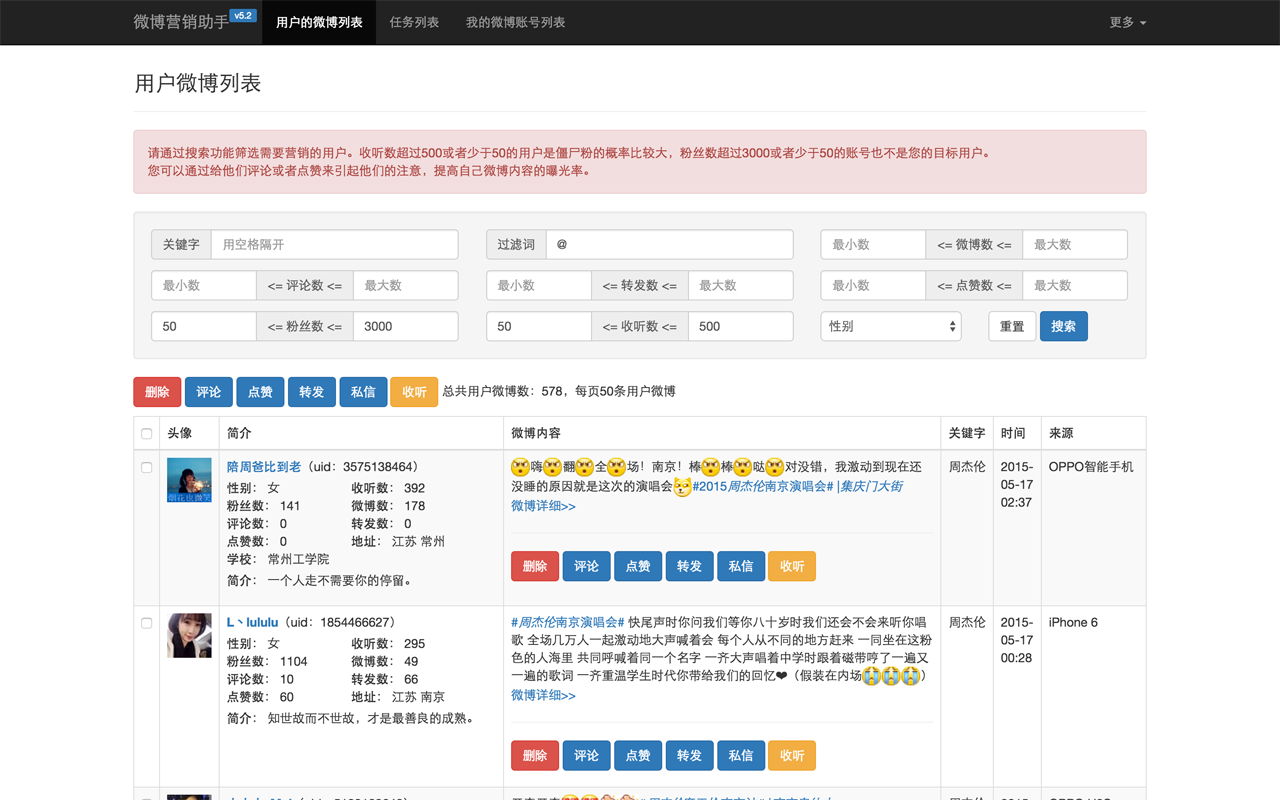 微博营销助手 v5.2 用户的微博列表 任务列表 我的微博账号列表 更多
用户微博列表
请通过搜索功能筛选需要营销的用户。收听数超过500或者少于50的用户是僵尸粉的概率比较大，粉丝数超过3000或者少于50的账号也不是您的目标用户。
您可以通过给他们评论或者点赞来引起他们的注意，提高自己微博内容的曝光率。
关键字 用空格隔开 过滤词 @ 最小数 <= 微博数 <= 最大数
最小数 <= 评论数 <= 最大数 最小数 <= 转发数 <= 最大数 最小数 <= 点赞数 <= 最大数
50 <= 粉丝数 <= 3000 50 <= 收听数 <= 500 性别 重置 搜索
删除 评论 点赞 转发 私信 收听 总共用户微博数：578，每页50条用户微博
头像 简介 微博内容 关键字 时间 来源
烟花也微笑
陪周爸比到老（uid：3575138464）
性别： 女 收听数： 392
粉丝数： 141 微博数： 178
评论数： 0 转发数： 0
点赞数： 0 地址： 江苏 常州
学校： 常州工学院
简介： 一个人走不需要你的停留。
嗨翻全场！南京！棒棒哒对没错，我激动到现在还
没睡的原因就是这次的演唱会#2015周杰伦南京演唱会# |集庆门大街
微博详细>>
删除 评论 点赞 转发 私信 收听
周杰伦
2015-
05-17
02:37
OPPO智能手机
L丶lululu（uid：1854466627）
性别： 女 收听数： 295
粉丝数： 1104 微博数： 49
评论数： 10 转发数： 66
点赞数： 60 地址： 江苏 南京
简介： 知世故而不世故，才是最善良的成熟。
#周杰伦南京演唱会# 快尾声时你问我们等你八十岁时我们还会不会来听你唱
歌 全场几万人一起激动地大声喊着会 每个人从不同的地方赶来 一同坐在这粉
色的人海里 共同呼喊着同一个名字 一齐大声唱着中学时跟着磁带哼了一遍又
一遍的歌词 一齐重温学生时代你带给我们的回忆❤（假装在内场😭😭😭）
微博详细>>
删除 评论 点赞 转发 私信 收听
周杰伦
2015-
05-17
00:28
iPhone 6